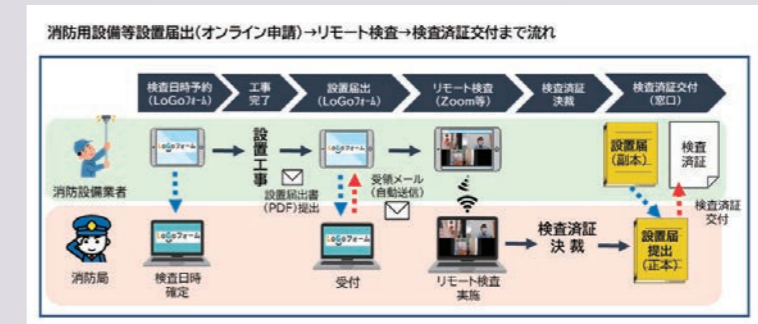 消防用設備等設置届出(オンライン申請)→リモート検査→検査済証交付まで流れ
検査日時予約
(LoGoフォーム)
工事
完了
設置届出
(LoGoフォーム)
リモート検査
(Zoom等)
検査済証
決裁
検査済証交付
(窓口)
消防設備業者
LoGoフォーム
設置工事
設置届出書
(PDF)提出
LoGoフォーム
受領メール
(自動送信)
設置届
(副本)
検査
済証
検査済証
交付
消防局
LoGoフォーム
検査日時
確定
LoGoフォーム
受付
リモート検査
実施
検査済証
決裁
設置届
提出
(正本)